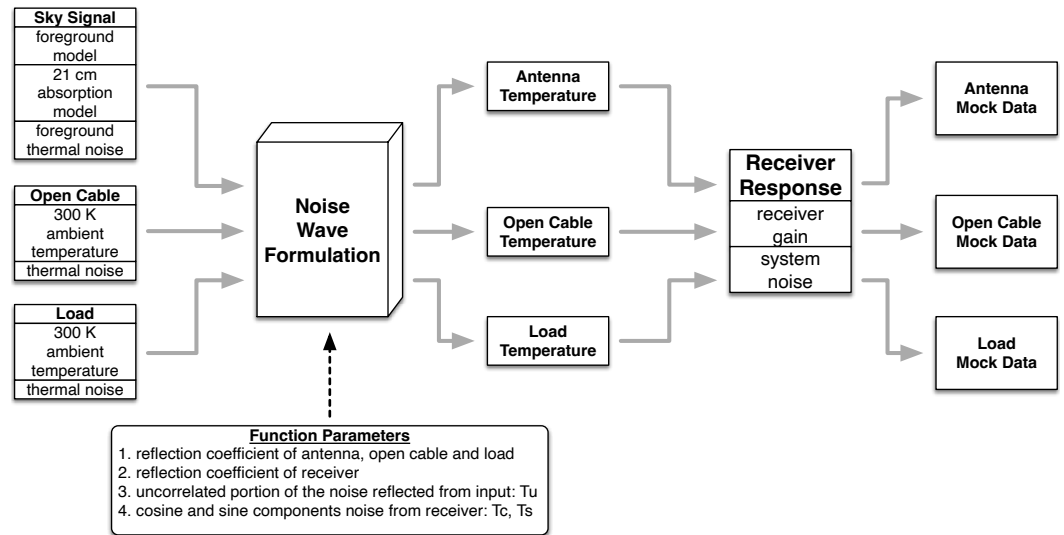 Sky Signal
foreground
model
21 cm
absorption
model
foreground
thermal noise
Open Cable
300 K
ambient
temperature
thermal noise
Load
300 K
ambient
temperature
thermal noise
Noise
Wave
Formulation
Antenna
Temperature
Open Cable
Temperature
Load
Temperature
Receiver
Response
receiver
gain
system
noise
Antenna
Mock Data
Open Cable
Mock Data
Load
Mock Data
Function Parameters
1. reflection coefficient of antenna, open cable and load
2. reflection coefficient of receiver
3. uncorrelated portion of the noise reflected from input: Tu
4. cosine and sine components noise from receiver: Tc, Ts